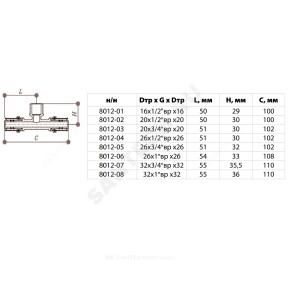 L
H
C
н/н Dтр x G x Dтр L, мм H, мм C, мм
8012-01 16x1/2"вр x16 50 29 100
8012-02 20x1/2"вр x20 50 30 100
8012-03 20x3/4"вр x20 51 30 102
8012-04 26x1/2"вр x26 51 30 102
8012-05 26x3/4"вр x26 51 32 102
8012-06 26x1"вр x26 54 33 108
8012-07 32x3/4"вр x32 55 35,5 110
8012-08 32x1"вр x32 55 36 110